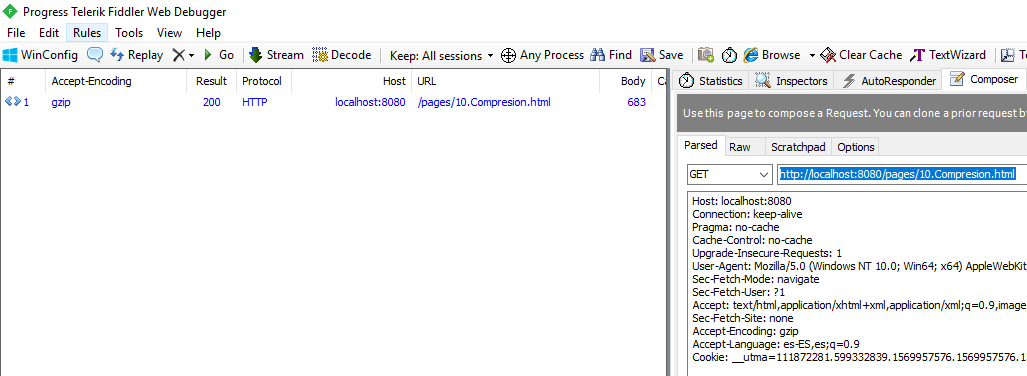 Progress Telerik Fiddler Web Debugger
File Edit Rules Tools View Help
WinConfig Replay Go Stream Decode Keep: All sessions Any Process Find Save Browse Clear Cache TextWizard Te
# Accept-Encoding Result Protocol Host URL Body Ca
1 gzip 200 HTTP localhost:8080 /pages/10.Compresion.html 683
Statistics Inspectors AutoResponder Composer
Use this page to compose a Request. You can clone a prior request by
Parsed Raw Scratchpad Options
GET http://localhost:8080/pages/10.Compresion.html
Host: localhost:8080
Connection: keep-alive
Pragma: no-cache
Cache-Control: no-cache
Upgrade-Insecure-Requests: 1
User-Agent: Mozilla/5.0 (Windows NT 10.0; Win64; x64) AppleWebKit
Sec-Fetch-Mode: navigate
Sec-Fetch-User: ?1
Accept: text/html,application/xhtml+xml,application/xml;q=0.9,image
Sec-Fetch-Site: none
Accept-Encoding: gzip
Accept-Language: es-ES,es;q=0.9
Cookie: __utma=111872281.599332839.1569957576.1569957576.1